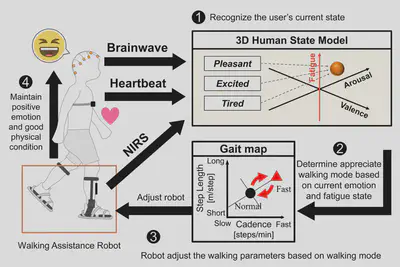 1 Recognize the user's current state
Brainwave
Heartbeat
NIRS
3D Human State Model
Pleasant
Excited
Tired
Fatigue
Arousal
Valence
4
Maintain
positive
emotion
and good
physical
condition
2
Determine appreciate
walking mode based
on current emotion
and fatigue state
Gait map
Long
Step Length
[m/step]
Short
Slow
Normal
Fast
Fast
Cadence
[steps/min]
Adjust robot
3
Walking Assistance Robot
Robot adjust the walking parameters based on walking mode